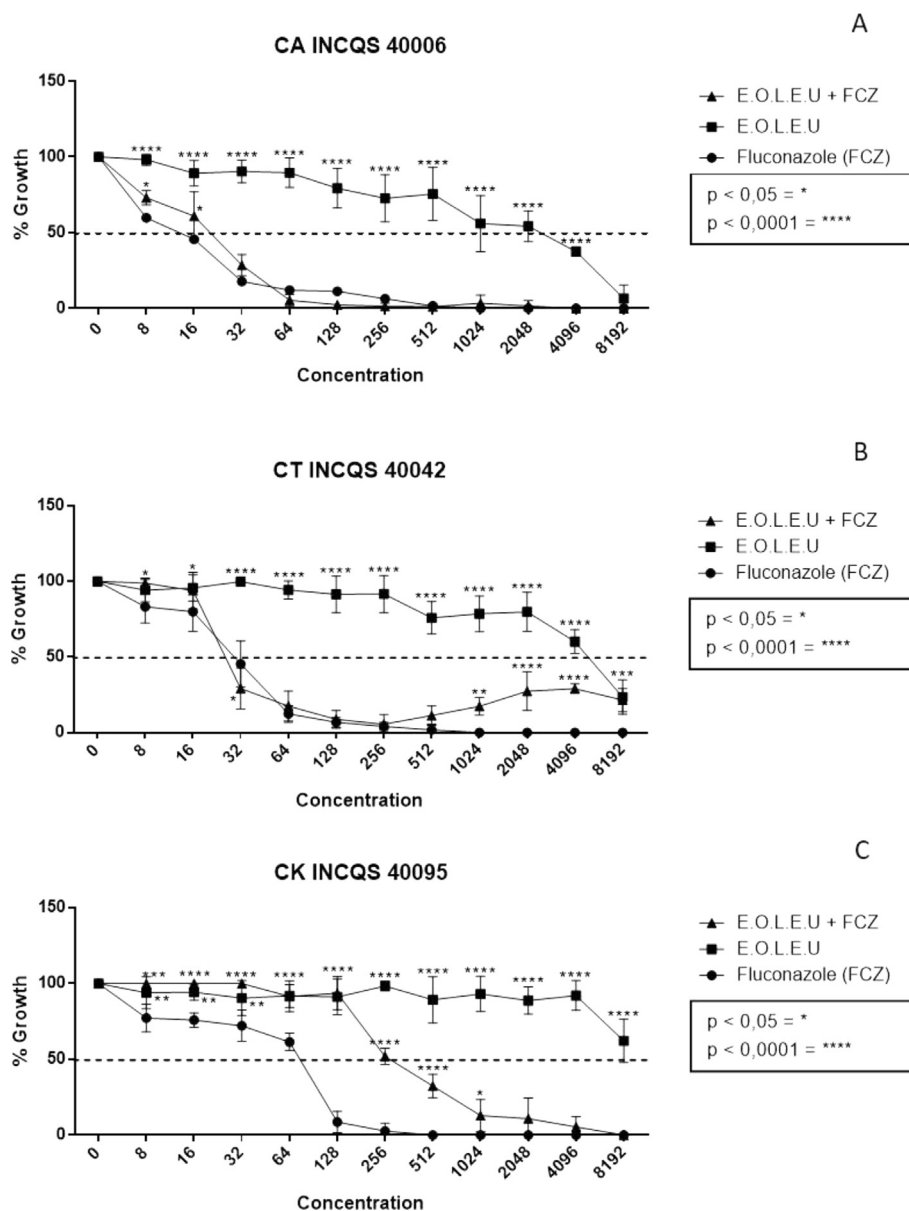 A
CA INCQS 40006
150
100
50
0
% Growth
**** **** **** **** **** **** **** **** **** ****
* *
0 8 16 32 64 128 256 512 1024 2048 4096 8192
Concentration
E.O.L.E.U + FCZ
E.O.L.E.U
Fluconazole (FCZ)
p < 0,05 = *
p < 0,0001 = ****
B
CT INCQS 40042
150
100
50
0
% Growth
* * **** **** **** **** **** **** **** **** ***
* ** **** ****
0 8 16 32 64 128 256 512 1024 2048 4096 8192
Concentration
E.O.L.E.U + FCZ
E.O.L.E.U
Fluconazole (FCZ)
p < 0,05 = *
p < 0,0001 = ****
C
CK INCQS 40095
150
100
50
0
% Growth
**** **** **** **** **** **** **** **** **** ****
** ** ** **** **** *
0 8 16 32 64 128 256 512 1024 2048 4096 8192
Concentration
E.O.L.E.U + FCZ
E.O.L.E.U
Fluconazole (FCZ)
p < 0,05 = *
p < 0,0001 = ****